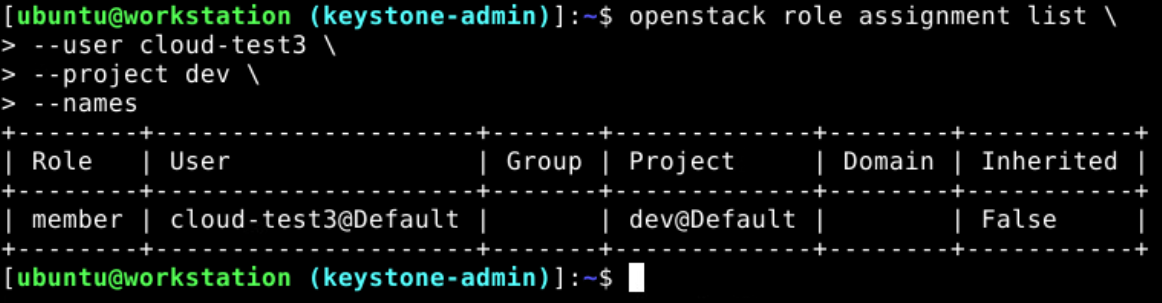 [ubuntu@workstation (keystone-admin)]:~$ openstack role assignment list \
> --user cloud-test3 \
> --project dev \
> --names
+--------+---------------------+-------+-------------+--------+-----------+
| Role   | User                | Group | Project     | Domain | Inherited |
+--------+---------------------+-------+-------------+--------+-----------+
| member | cloud-test3@Default |       | dev@Default |        | False     |
+--------+---------------------+-------+-------------+--------+-----------+
[ubuntu@workstation (keystone-admin)]:~$